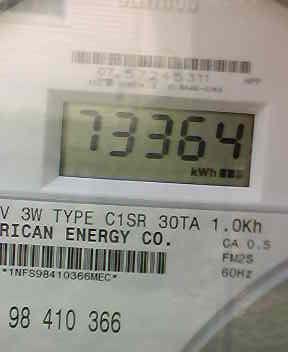 73364
kWh
V 3W TYPE C1SR 30TA 1.0Kh
RICAN ENERGY CO.
CA 0.5
FM2S
60Hz
*1NFS98410366MEC*
98 410 366